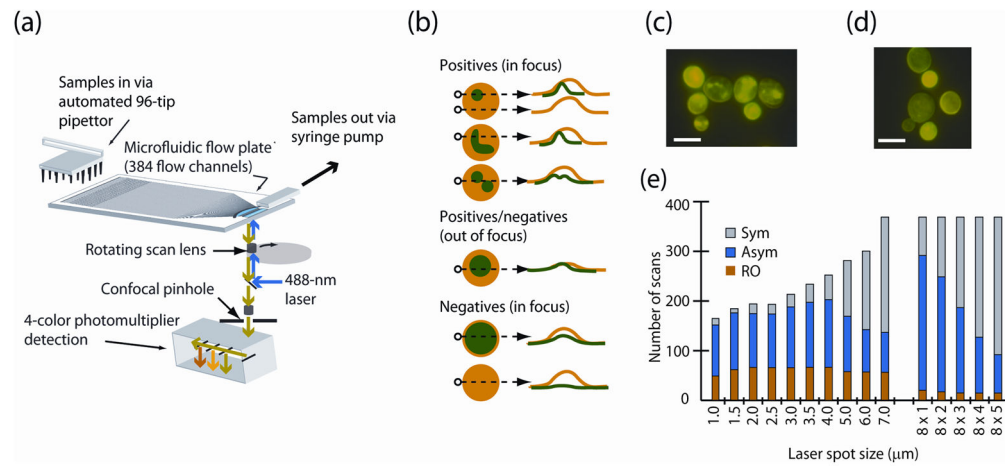 (a)
Samples in via
automated 96-tip
pipettor
Samples out via
syringe pump
Microfluidic flow plate
(384 flow channels)
Rotating scan lens
488-nm
laser
Confocal pinhole
4-color photomultiplier
detection
(b)
Positives (in focus)
Positives/negatives
(out of focus)
Negatives (in focus)
(c)
(d)
(e)
Number of scans
400
300
200
100
0
Sym
Asym
RO
1.0
1.5
2.0
2.5
3.0
3.5
4.0
5.0
6.0
7.0
8 x 1
8 x 2
8 x 3
8 x 4
8 x 5
Laser spot size (μm)